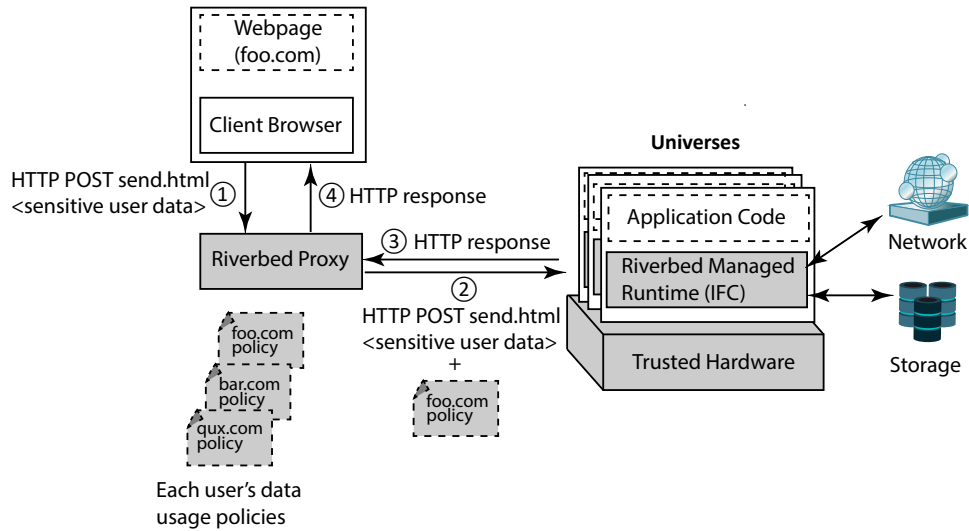 Webpage
(foo.com)
Client Browser
HTTP POST send.html
<sensitive user data>
①
④ HTTP response
Riverbed Proxy
③ HTTP response
②
HTTP POST send.html
<sensitive user data>
+
foo.com
policy
foo.com
policy
bar.com
policy
qux.com
policy
Each user's data
usage policies
Universes
Application Code
Riverbed Managed
Runtime (IFC)
Trusted Hardware
Network
Storage